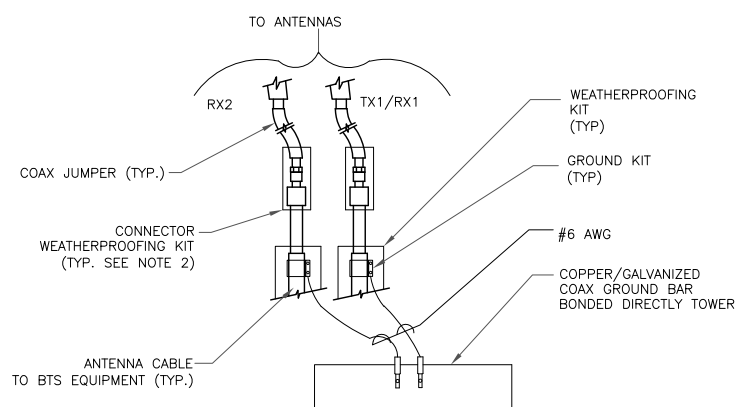 TO ANTENNAS
RX2
TX1/RX1
WEATHERPROOFING
KIT
(TYP)
COAX JUMPER (TYP.)
GROUND KIT
(TYP)
CONNECTOR
WEATHERPROOFING KIT
(TYP. SEE NOTE 2)
#6 AWG
COPPER/GALVANIZED
COAX GROUND BAR
BONDED DIRECTLY TOWER
ANTENNA CABLE
TO BTS EQUIPMENT (TYP.)